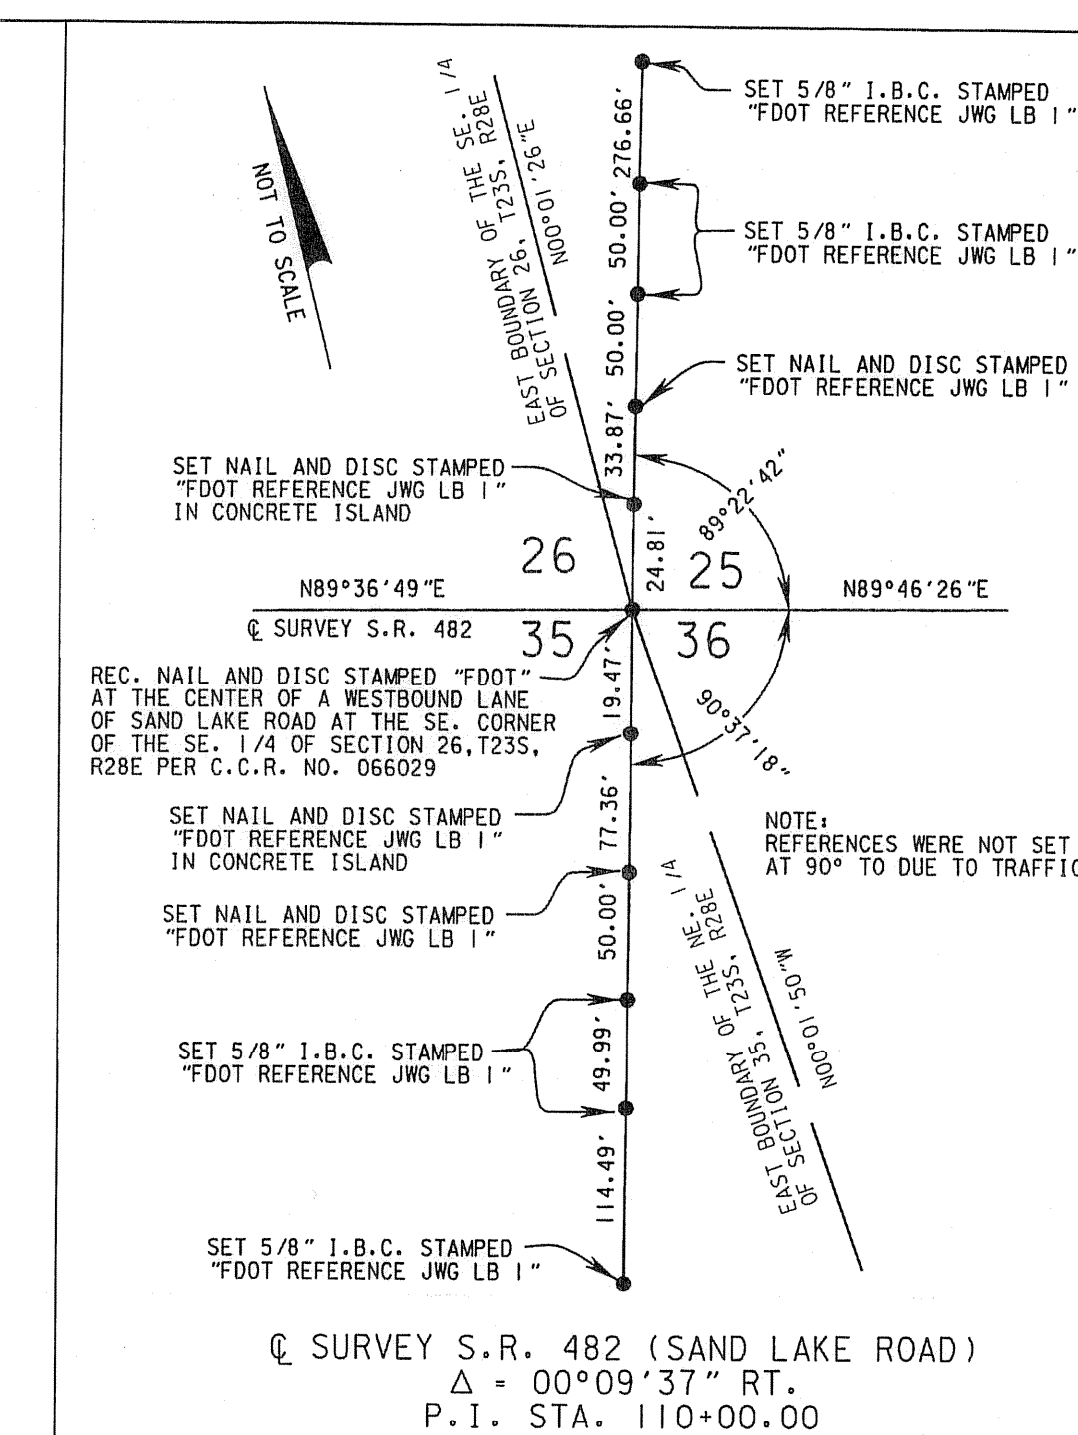 SET 5/8" I.B.C. STAMPED
"FDOT REFERENCE JWG LB 1"
276.66'
EAST BOUNDARY OF THE SE. 1/4
OF SECTION 26, T23S, R28E
N00°01'26"E
NOT TO SCALE
50.00'
SET 5/8" I.B.C. STAMPED
"FDOT REFERENCE JWG LB 1"
50.00'
SET NAIL AND DISC STAMPED
"FDOT REFERENCE JWG LB 1"
33.87'
SET NAIL AND DISC STAMPED
"FDOT REFERENCE JWG LB 1"
IN CONCRETE ISLAND
89°22'42"
24.81'
26
25
N89°36'49"E
N89°46'26"E
℄ SURVEY S.R. 482
35
36
REC. NAIL AND DISC STAMPED "FDOT"
AT THE CENTER OF A WESTBOUND LANE
OF SAND LAKE ROAD AT THE SE. CORNER
OF THE SE. 1/4 OF SECTION 26,T23S,
R28E PER C.C.R. NO. 066029
19.47'
90°37'18"
SET NAIL AND DISC STAMPED
"FDOT REFERENCE JWG LB 1"
IN CONCRETE ISLAND
77.36'
NOTE:
REFERENCES WERE NOT SET
AT 90° TO DUE TO TRAFFIC
SET NAIL AND DISC STAMPED
"FDOT REFERENCE JWG LB 1"
50.00'
EAST BOUNDARY OF THE NE. 1/4
OF SECTION 35, T23S, R28E
N00°01'50"W
SET 5/8" I.B.C. STAMPED
"FDOT REFERENCE JWG LB 1"
49.99'
114.49'
SET 5/8" I.B.C. STAMPED
"FDOT REFERENCE JWG LB 1"
℄ SURVEY S.R. 482 (SAND LAKE ROAD)
Δ = 00°09'37" RT.
P.I. STA. 110+00.00